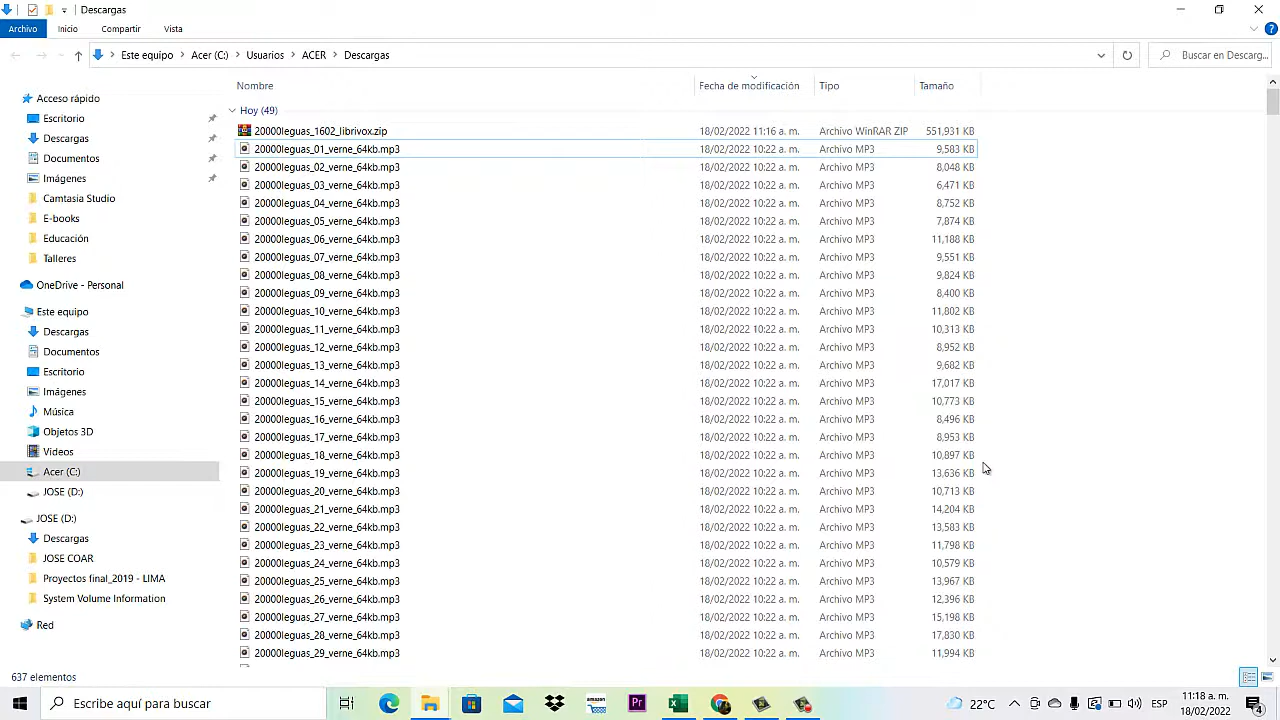 Descargas
Archivo Inicio Compartir Vista
Este equipo Acer (C:) Usuarios ACER Descargas Buscar en Descarg...
Nombre Fecha de modificación Tipo Tamaño
Hoy (49)
20000leguas_1602_librivox.zip 18/02/2022 11:16 a. m. Archivo WinRAR ZIP 551,931 KB
20000leguas_01_verne_64kb.mp3 18/02/2022 10:22 a. m. Archivo MP3 9,583 KB
20000leguas_02_verne_64kb.mp3 18/02/2022 10:22 a. m. Archivo MP3 8,048 KB
20000leguas_03_verne_64kb.mp3 18/02/2022 10:22 a. m. Archivo MP3 6,471 KB
20000leguas_04_verne_64kb.mp3 18/02/2022 10:22 a. m. Archivo MP3 8,752 KB
20000leguas_05_verne_64kb.mp3 18/02/2022 10:22 a. m. Archivo MP3 7,874 KB
20000leguas_06_verne_64kb.mp3 18/02/2022 10:22 a. m. Archivo MP3 11,188 KB
20000leguas_07_verne_64kb.mp3 18/02/2022 10:22 a. m. Archivo MP3 9,551 KB
20000leguas_08_verne_64kb.mp3 18/02/2022 10:22 a. m. Archivo MP3 9,824 KB
20000leguas_09_verne_64kb.mp3 18/02/2022 10:22 a. m. Archivo MP3 8,400 KB
20000leguas_10_verne_64kb.mp3 18/02/2022 10:22 a. m. Archivo MP3 11,802 KB
20000leguas_11_verne_64kb.mp3 18/02/2022 10:22 a. m. Archivo MP3 10,313 KB
20000leguas_12_verne_64kb.mp3 18/02/2022 10:22 a. m. Archivo MP3 8,952 KB
20000leguas_13_verne_64kb.mp3 18/02/2022 10:22 a. m. Archivo MP3 9,682 KB
20000leguas_14_verne_64kb.mp3 18/02/2022 10:22 a. m. Archivo MP3 17,017 KB
20000leguas_15_verne_64kb.mp3 18/02/2022 10:22 a. m. Archivo MP3 10,773 KB
20000leguas_16_verne_64kb.mp3 18/02/2022 10:22 a. m. Archivo MP3 8,496 KB
20000leguas_17_verne_64kb.mp3 18/02/2022 10:22 a. m. Archivo MP3 8,953 KB
20000leguas_18_verne_64kb.mp3 18/02/2022 10:22 a. m. Archivo MP3 10,897 KB
20000leguas_19_verne_64kb.mp3 18/02/2022 10:22 a. m. Archivo MP3 13,636 KB
20000leguas_20_verne_64kb.mp3 18/02/2022 10:22 a. m. Archivo MP3 10,713 KB
20000leguas_21_verne_64kb.mp3 18/02/2022 10:22 a. m. Archivo MP3 14,204 KB
20000leguas_22_verne_64kb.mp3 18/02/2022 10:22 a. m. Archivo MP3 13,583 KB
20000leguas_23_verne_64kb.mp3 18/02/2022 10:22 a. m. Archivo MP3 11,798 KB
20000leguas_24_verne_64kb.mp3 18/02/2022 10:22 a. m. Archivo MP3 10,579 KB
20000leguas_25_verne_64kb.mp3 18/02/2022 10:22 a. m. Archivo MP3 13,967 KB
20000leguas_26_verne_64kb.mp3 18/02/2022 10:22 a. m. Archivo MP3 12,396 KB
20000leguas_27_verne_64kb.mp3 18/02/2022 10:22 a. m. Archivo MP3 15,198 KB
20000leguas_28_verne_64kb.mp3 18/02/2022 10:22 a. m. Archivo MP3 17,830 KB
20000leguas_29_verne_64kb.mp3 18/02/2022 10:22 a. m. Archivo MP3 11,994 KB
Acceso rápido
Escritorio
Descargas
Documentos
Imágenes
Camtasia Studio
E-books
Educación
Talleres
OneDrive - Personal
Este equipo
Descargas
Documentos
Escritorio
Imágenes
Música
Objetos 3D
Videos
Acer (C:)
JOSE (D:)
JOSE (D:)
Descargas
JOSE COAR
Proyectos final_2019 - LIMA
System Volume Information
Red
637 elementos
Escribe aquí para buscar
amazon
Pr
22°C
ESP
11:18 a. m.
18/02/2022
4